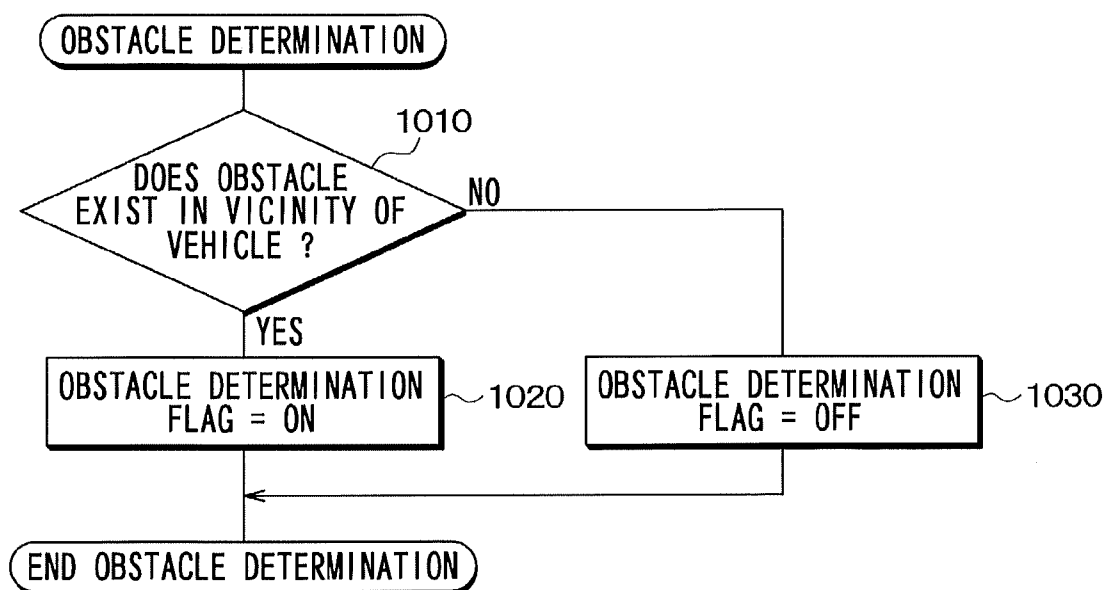 OBSTACLE DETERMINATION
1010
DOES OBSTACLE
EXIST IN VICINITY OF
VEHICLE ?
NO
YES
OBSTACLE DETERMINATION
FLAG = ON
1020
OBSTACLE DETERMINATION
FLAG = OFF
1030
END OBSTACLE DETERMINATION